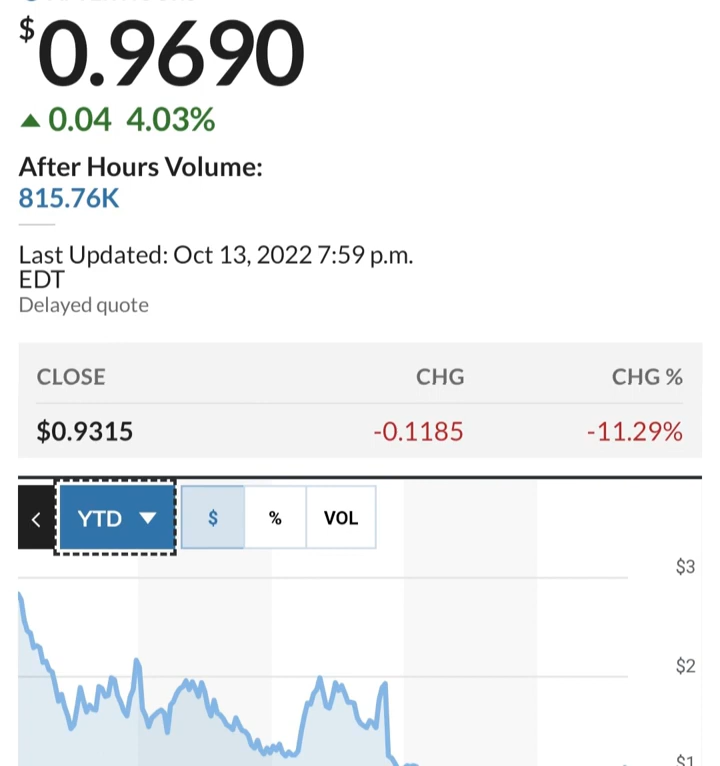 $0.9690
▲ 0.04 4.03%
After Hours Volume:
815.76K
Last Updated: Oct 13, 2022 7:59 p.m.
EDT
Delayed quote
CLOSE CHG CHG %
$0.9315 -0.1185 -11.29%
< YTD ▼ $ % VOL
$3
$2
$1